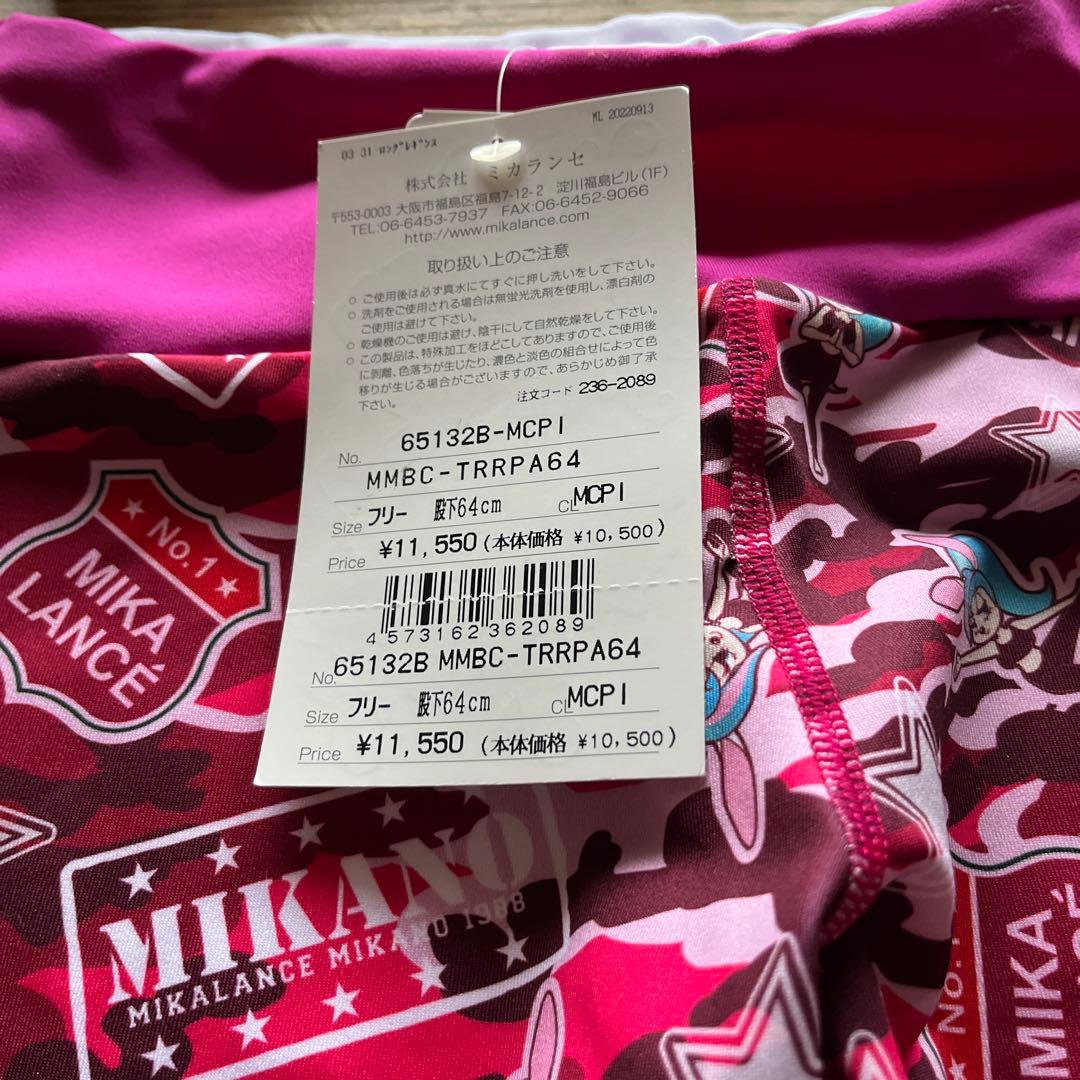 ML 20220913
03 31 ロングレギンス
株式会社 ミカランセ
〒553-0003 大阪市福島区福島7-12-2 淀川福島ビル(1F)
TEL:06-6453-7937 FAX:06-6452-9066
http://www.mikalance.com
取り扱い上のご注意
○ ご使用後は必ず真水にてすぐに押し洗いをして下さい。
○ 洗剤をご使用される場合は無蛍光洗剤を使用し、漂白剤の
ご使用は避けて下さい。
○ 乾燥機のご使用は避け、陰干にして自然乾燥をして下さい。
○ この製品は、特殊加工をほどこしてありますので、ご使用後
に剥離、色落ちが生じたり、濃色と淡色の組合せによって色
移りが生じる場合がございますので、あらかじめ御了承
下さい。
注文コード 236-2089
No. 65132B-MCPI
MMBC-TRRPA64
Size フリー 股下64cm CL MCPI
Price ¥11,550 (本体価格 ¥10,500)
4573162362089
No. 65132B MMBC-TRRPA64
Size フリー 股下64cm CL MCPI
Price ¥11,550 (本体価格 ¥10,500)
No.1
MIKA
LANCÉ
MIKANO
MIKALANCE MIKANO 1988
No.1
MIKA